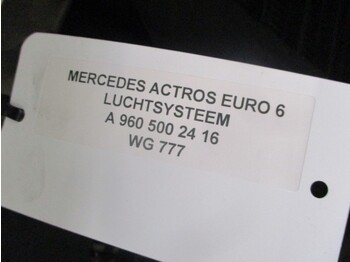 MERCEDES ACTROS EURO 6
LUCHTSYSTEEM
A 960 500 24 16
WG 777